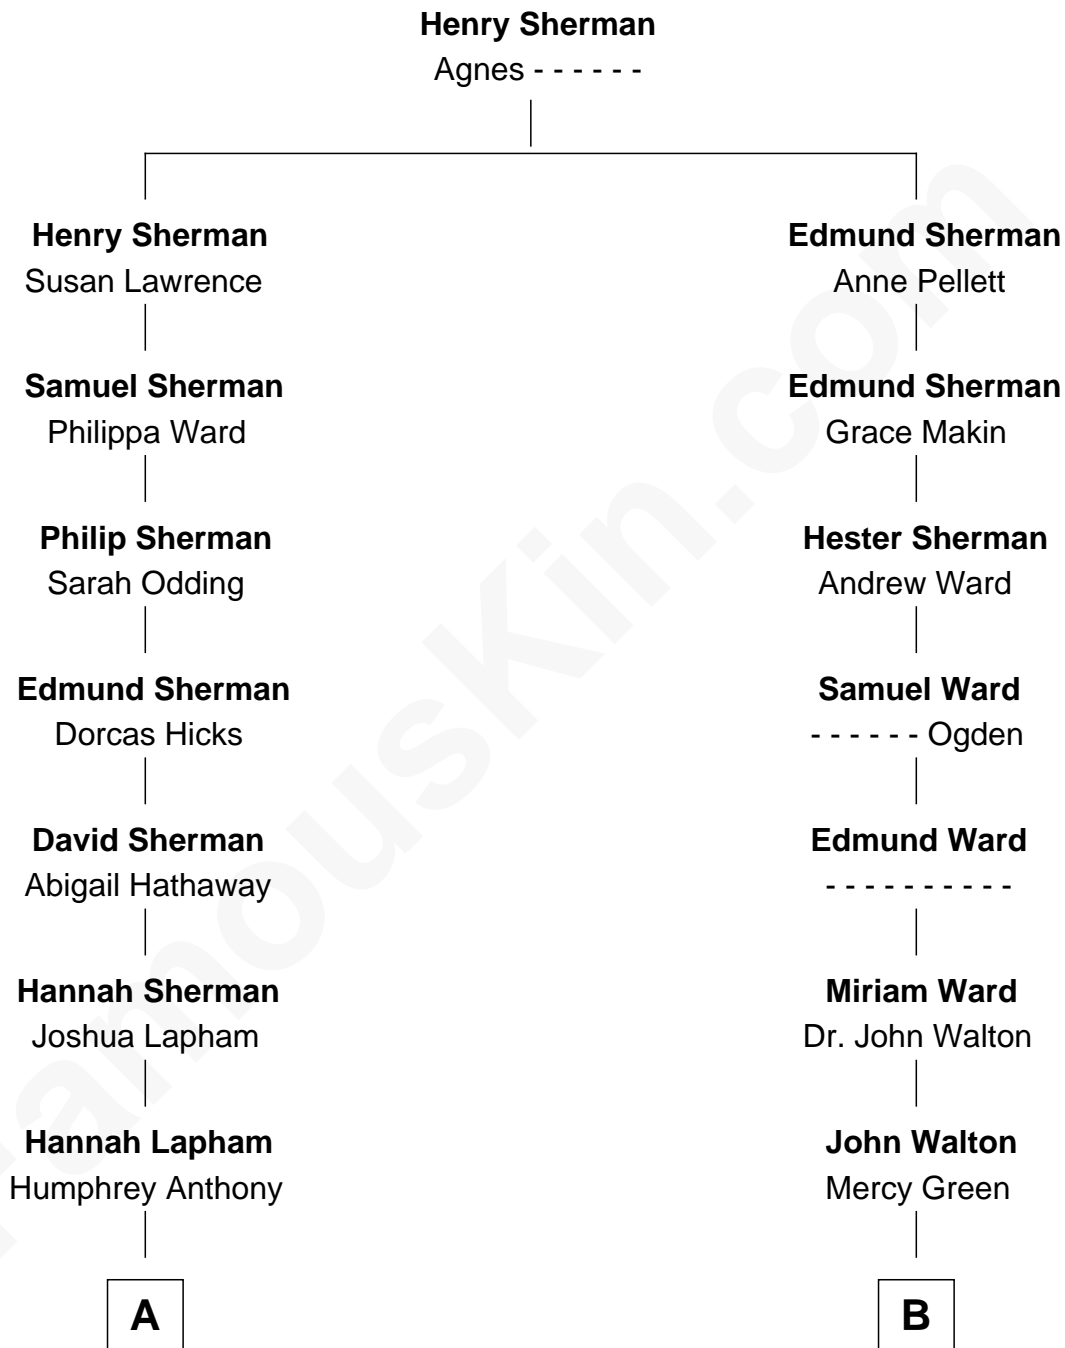 Henry Sherman
Agnes - - - - - -
Henry Sherman
Susan Lawrence
Samuel Sherman
Philippa Ward
Philip Sherman
Sarah Odding
Edmund Sherman
Dorcas Hicks
David Sherman
Abigail Hathaway
Hannah Sherman
Joshua Lapham
Hannah Lapham
Humphrey Anthony
A
Edmund Sherman
Anne Pellett
Edmund Sherman
Grace Makin
Hester Sherman
Andrew Ward
Samuel Ward
- - - - - - Ogden
Edmund Ward
- - - - - - - - - -
Miriam Ward
Dr. John Walton
John Walton
Mercy Green
B
FamousKin.com